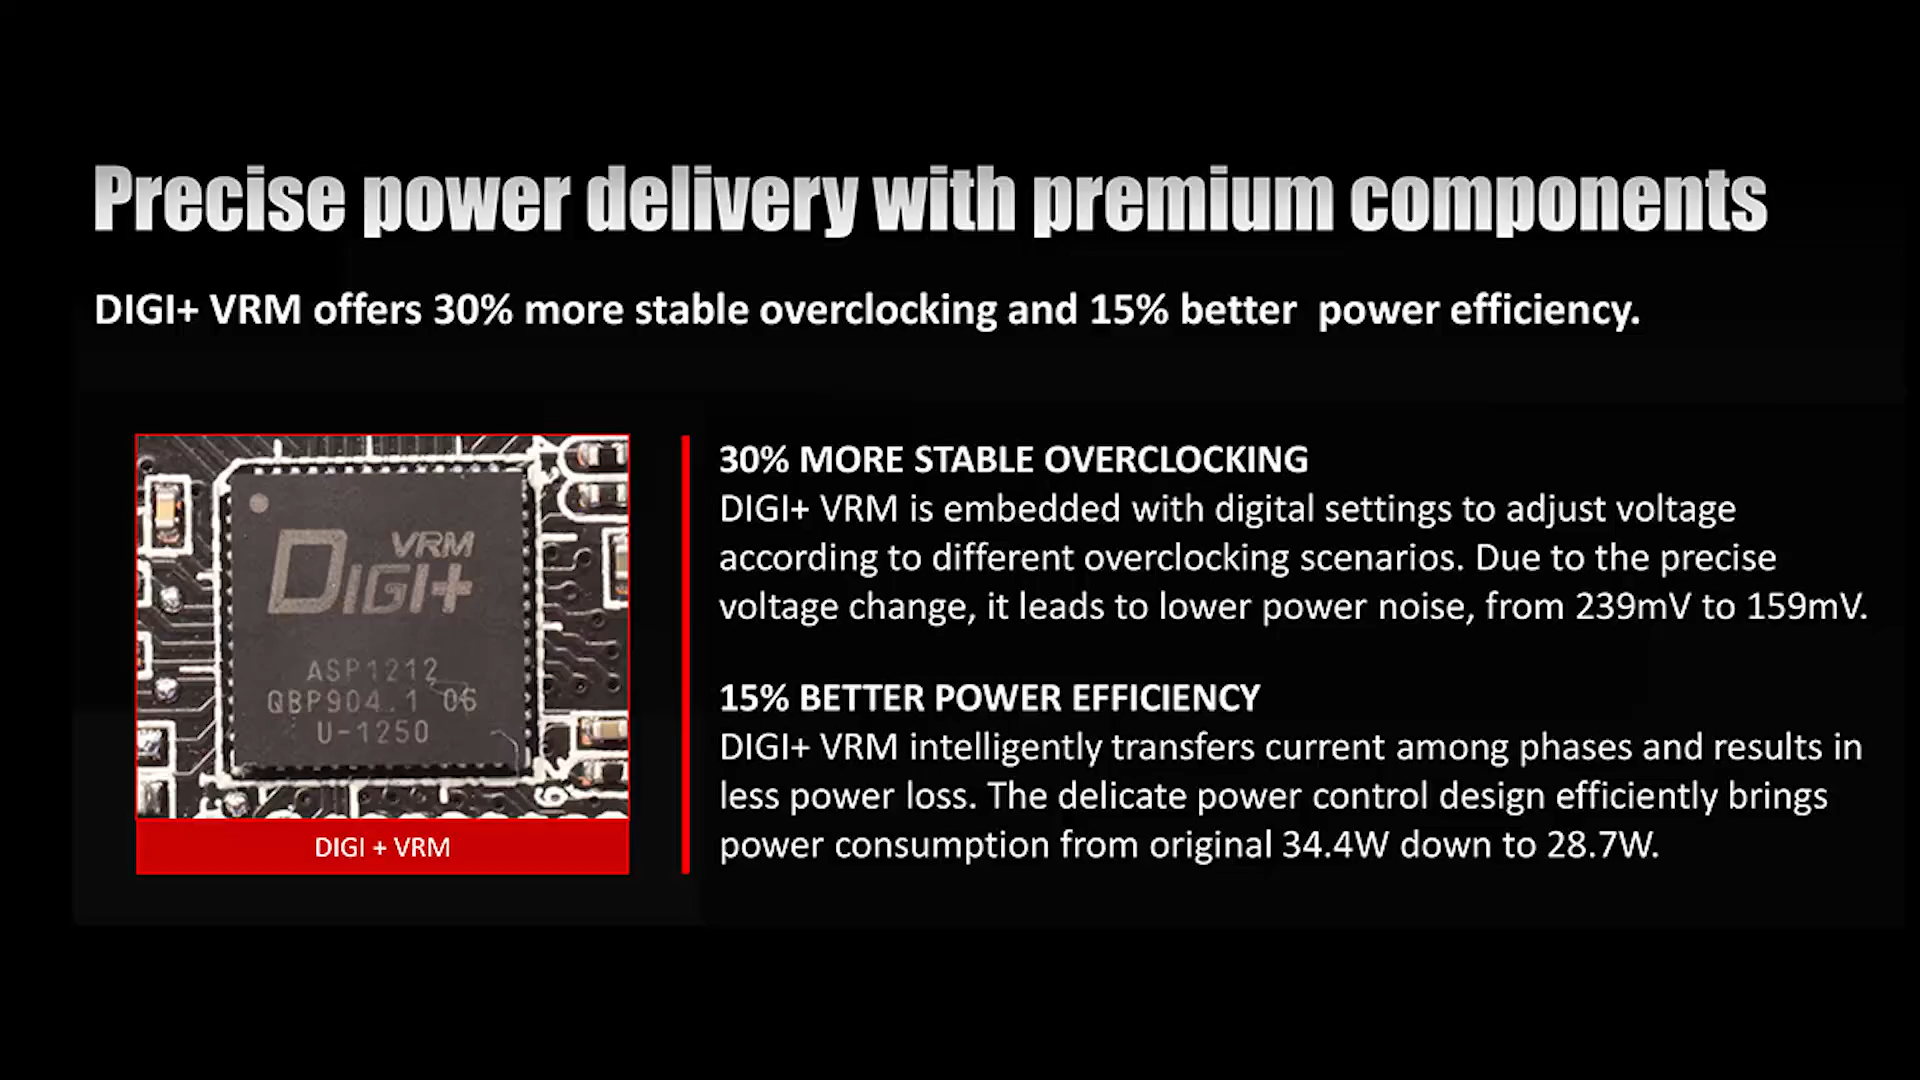 Precise power delivery with premium components
DIGI+ VRM offers 30% more stable overclocking and 15% better power efficiency.
VRM
DIGI+
ASP1212
QBP904.1 06
U-1250
DIGI + VRM
30% MORE STABLE OVERCLOCKING
DIGI+ VRM is embedded with digital settings to adjust voltage
according to different overclocking scenarios. Due to the precise
voltage change, it leads to lower power noise, from 239mV to 159mV.
15% BETTER POWER EFFICIENCY
DIGI+ VRM intelligently transfers current among phases and results in
less power loss. The delicate power control design efficiently brings
power consumption from original 34.4W down to 28.7W.